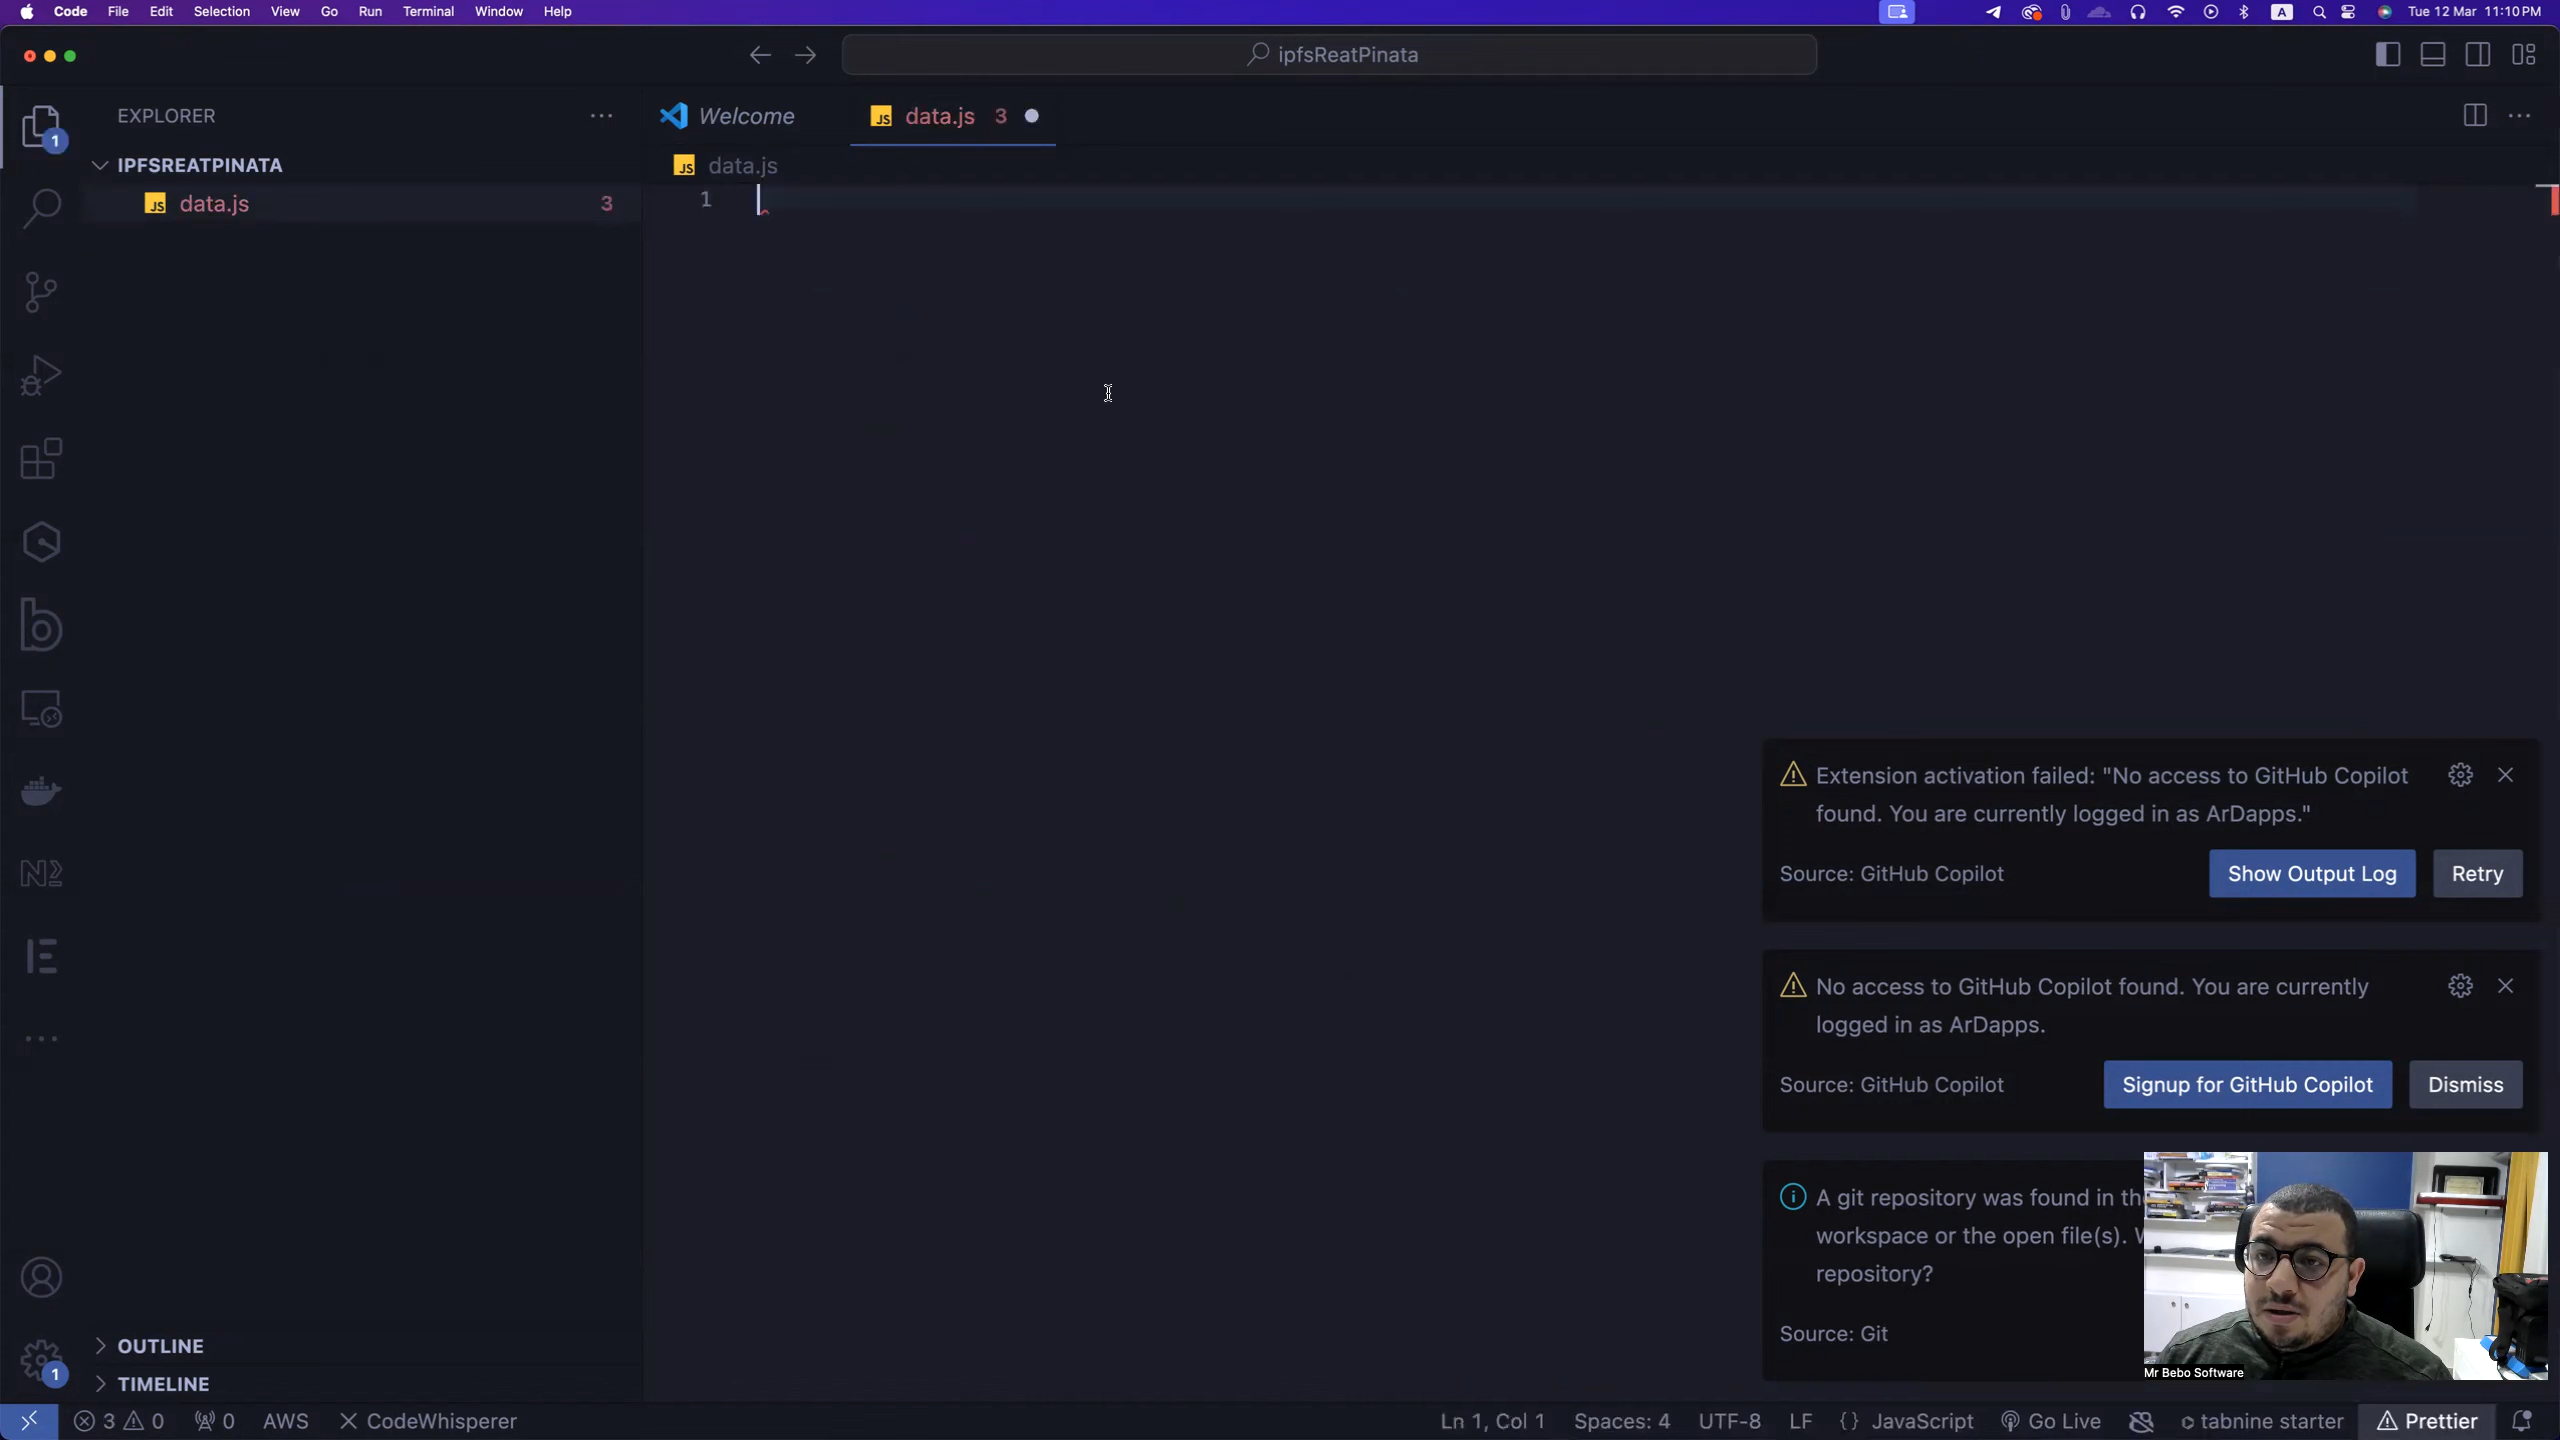 Code File Edit Selection View Go Run Terminal Window Help
A Tue 12 Mar 11:10 PM
ipfsReatPinata
EXPLORER
Welcome
data.js 3
1
IPFSREATPINATA
data.js
data.js 3
1
Extension activation failed: "No access to GitHub Copilot
found. You are currently logged in as ArDapps."
Source: GitHub Copilot
Show Output Log
Retry
No access to GitHub Copilot found. You are currently
logged in as ArDapps.
Source: GitHub Copilot
Signup for GitHub Copilot
Dismiss
A git repository was found in
workspace or the open file(s).
repository?
Source: Git
Mr Bebo Software
OUTLINE
1
TIMELINE
3 0 0 AWS CodeWhisperer
Ln 1, Col 1 Spaces: 4 UTF-8 LF {} JavaScript Go Live tabnine starter Prettier